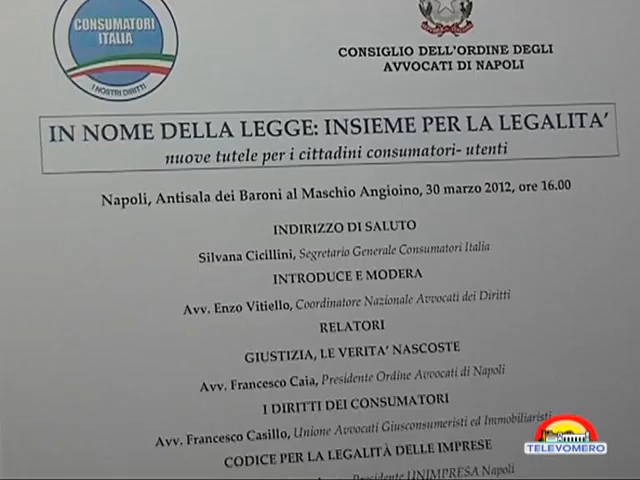 CONSUMATORI
ITALIA
I NOSTRI DIRITTI
CONSIGLIO DELL'ORDINE DEGLI
AVVOCATI DI NAPOLI
IN NOME DELLA LEGGE: INSIEME PER LA LEGALITA'
nuove tutele per i cittadini consumatori- utenti
Napoli, Antisala dei Baroni al Maschio Angioino, 30 marzo 2012, ore 16.00
INDIRIZZO DI SALUTO
Silvana Cicillini, Segretario Generale Consumatori Italia
INTRODUCE E MODERA
Avv. Enzo Vitiello, Coordinatore Nazionale Avvocati dei Diritti
RELATORI
GIUSTIZIA, LE VERITA' NASCOSTE
Avv. Francesco Caia, Presidente Ordine Avvocati di Napoli
I DIRITTI DEI CONSUMATORI
Avv. Francesco Casillo, Unione Avvocati Giusconsumeristi ed Immobiliaristi
CODICE PER LA LEGALITÀ DELLE IMPRESE
Presidente UNIMPRESA Napoli
TELEVOMERO